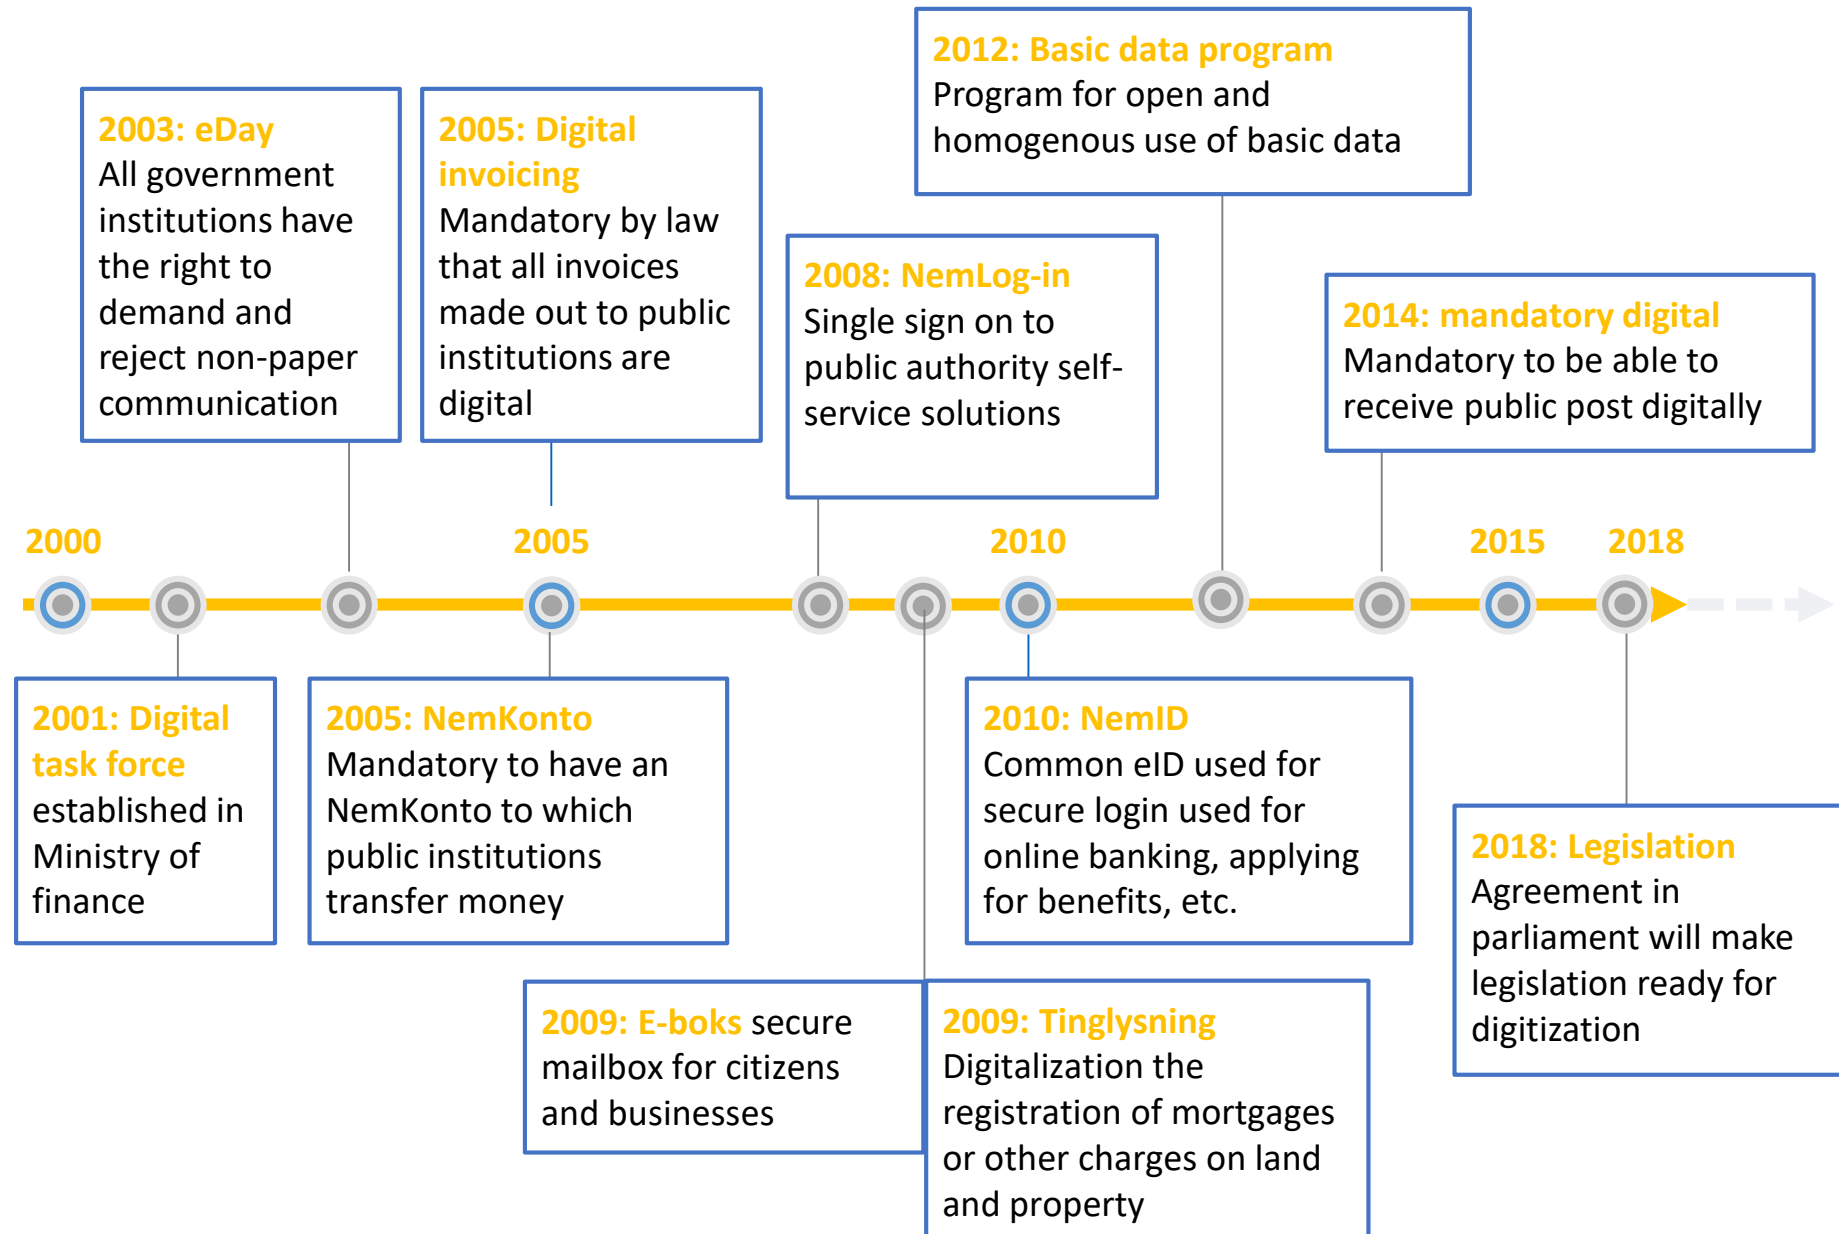 2012: Basic data program
Program for open and
homogenous use of basic data
2003: eDay
All government
institutions have
the right to
demand and
reject non-paper
communication
2005: Digital
invoicing
Mandatory by law
that all invoices
made out to public
institutions are
digital
2008: NemLog-in
Single sign on to
public authority self-
service solutions
2014: mandatory digital
Mandatory to be able to
receive public post digitally
2000
2005
2010
2015
2018
2001: Digital
task force
established in
Ministry of
finance
2005: NemKonto
Mandatory to have an
NemKonto to which
public institutions
transfer money
2010: NemID
Common eID used for
secure login used for
online banking, applying
for benefits, etc.
2018: Legislation
Agreement in
parliament will make
legislation ready for
digitization
2009: E-boks secure
mailbox for citizens
and businesses
2009: Tinglysning
Digitalization the
registration of mortgages
or other charges on land
and property